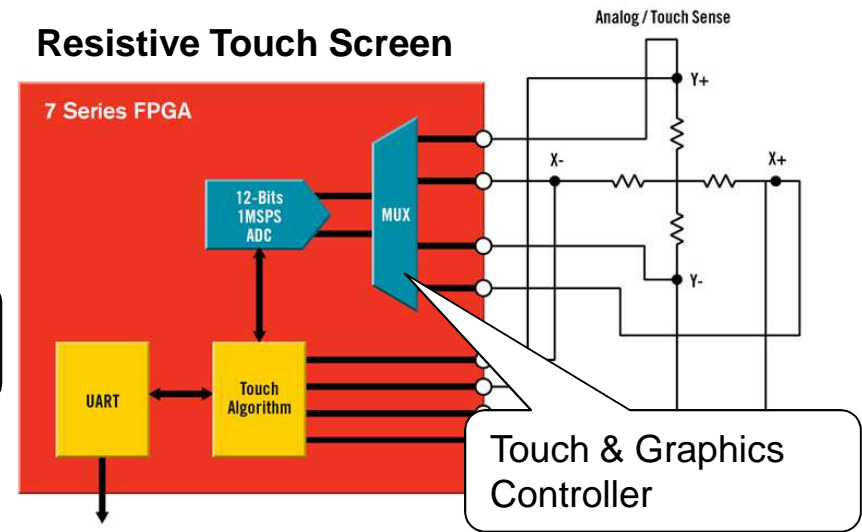 Analog / Touch Sense
Resistive Touch Screen
7 Series FPGA
Y+
X-
X+
12-Bits
1MSPS
ADC
MUX
Y-
UART
Touch
Algorithm
Touch & Graphics
Controller